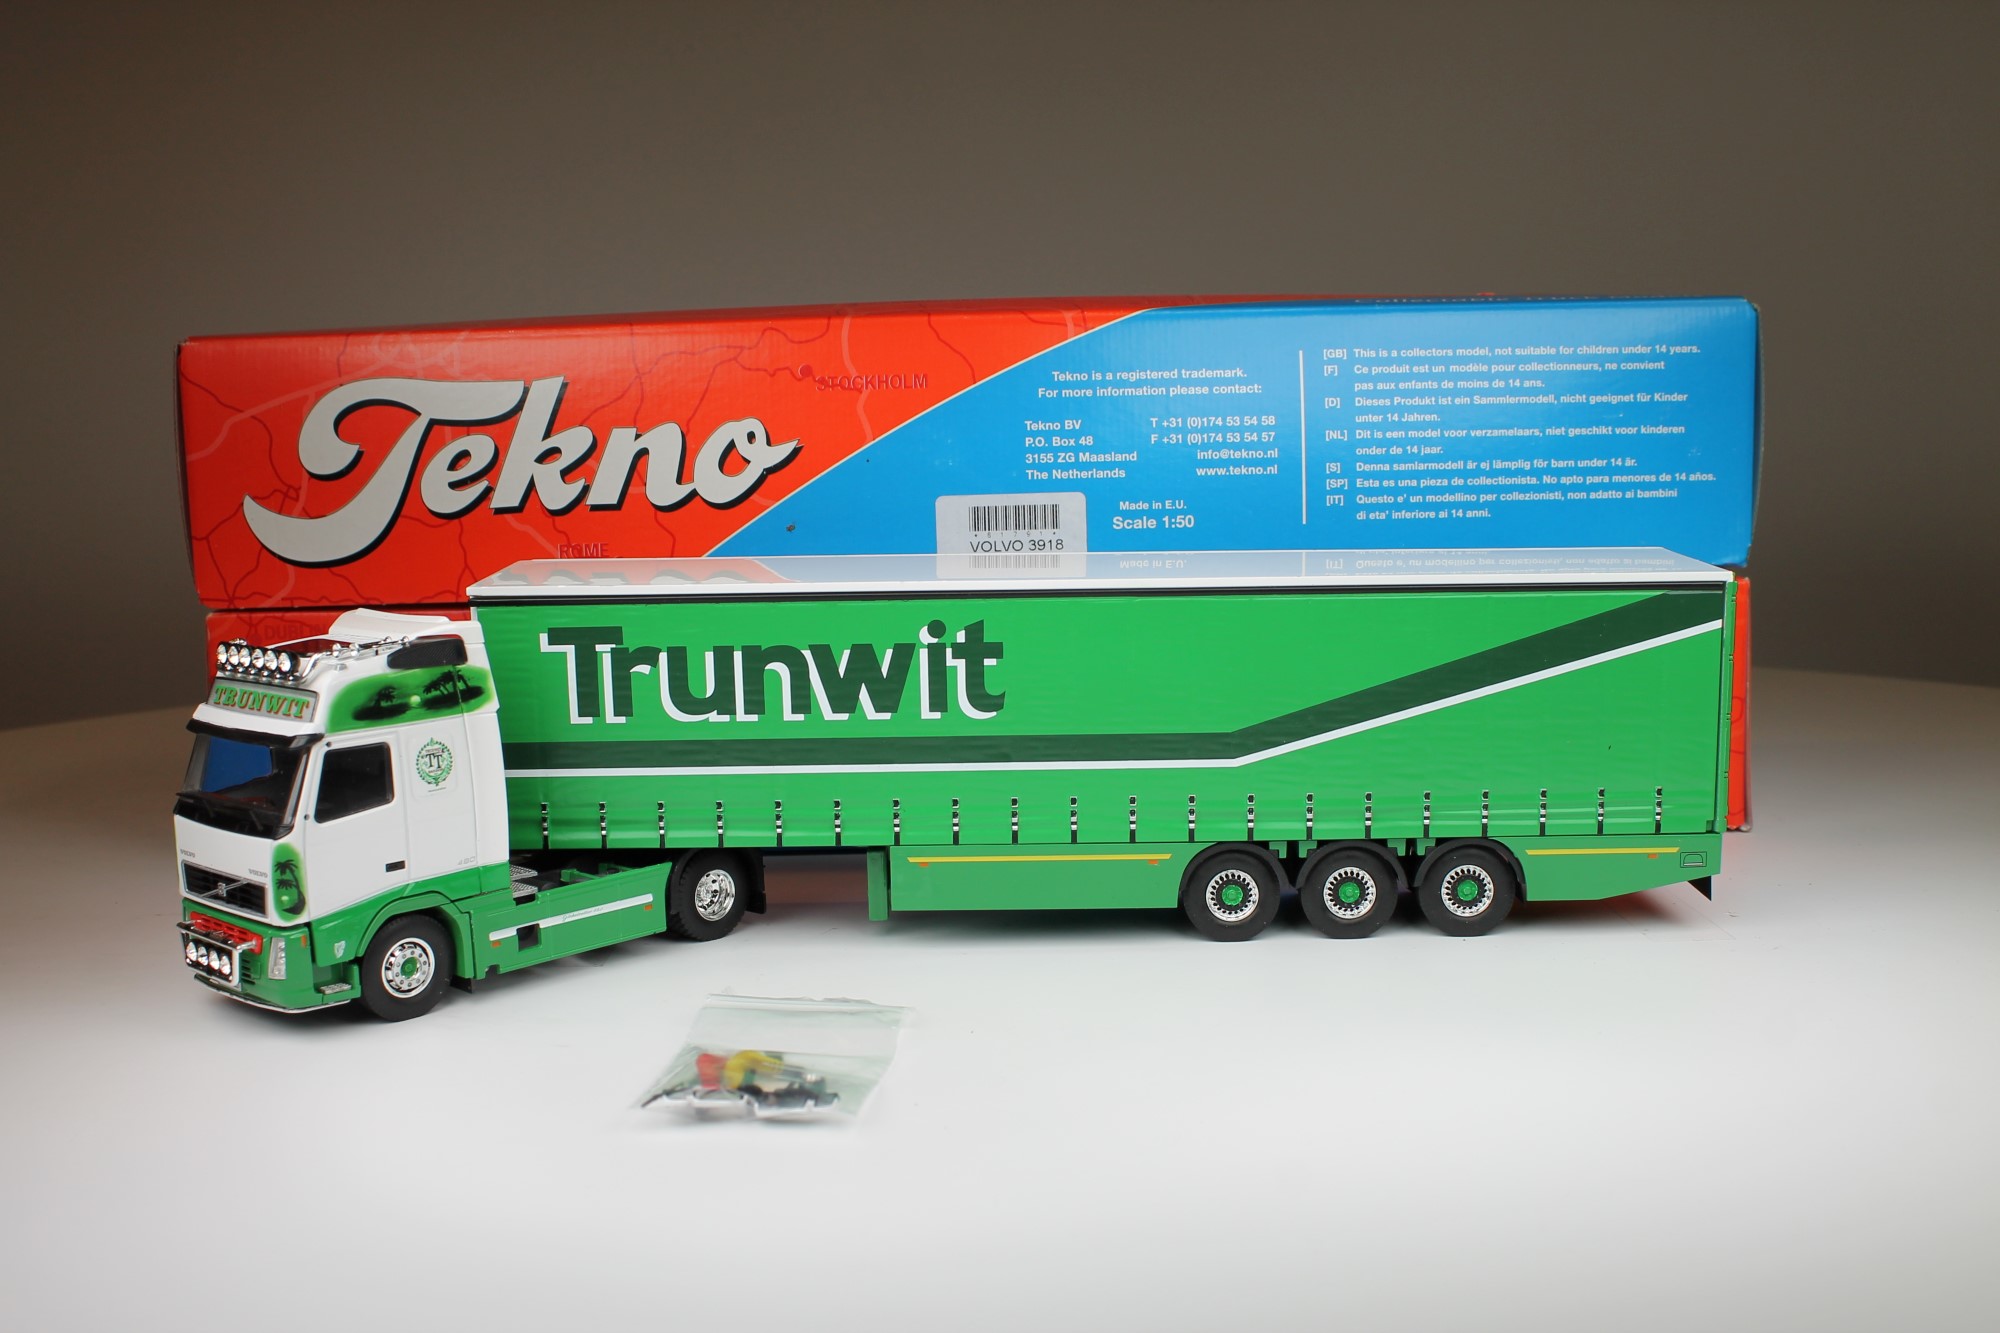 Tekno
STOCKHOLM
ROME
Tekno is a registered trademark.
For more information please contact:
Tekno BV
P.O. Box 48
3155 ZG Maasland
The Netherlands
T +31 (0)174 53 54 58
F +31 (0)174 53 54 57
info@tekno.nl
www.tekno.nl
Made in E.U.
Scale 1:50
VOLVO 3918
[GB] This is a collectors model, not suitable for children under 14 years.
[F] Ce produit est un modèle pour collectionneurs, ne convient
pas aux enfants de moins de 14 ans.
[D] Dieses Produkt ist ein Sammlermodell, nicht geeignet für Kinder
unter 14 Jahren.
[NL] Dit is een model voor verzamelaars, niet geschikt voor kinderen
onder de 14 jaar.
[S] Denna samlarmodell är ej lämplig för barn under 14 år.
[SP] Esta es una pieza de collectionista. No apto para menores de 14 años.
[IT] Questo e' un modellino per collezionisti, non adatto ai bambini
di eta' inferiore ai 14 anni.
Trunwit
TRUNWIT
TT
VOLVO